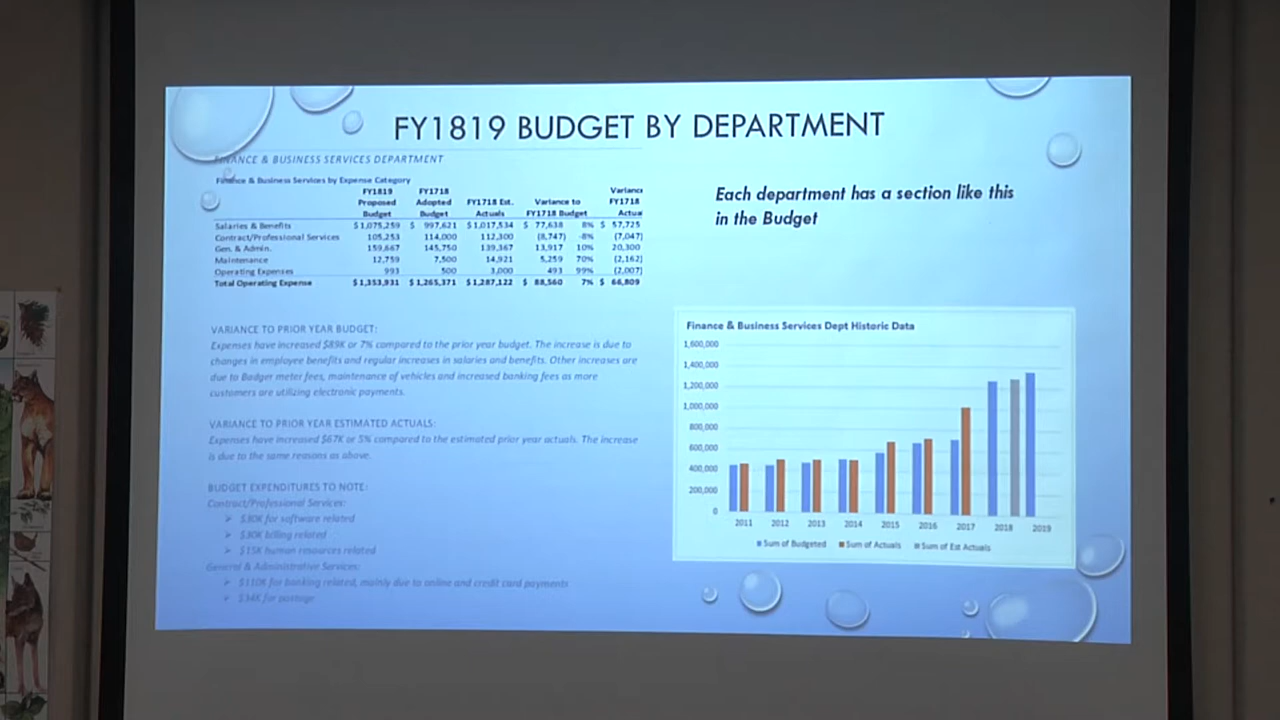 FY1819 BUDGET BY DEPARTMENT
FINANCE & BUSINESS SERVICES DEPARTMENT
Finance & Business Services by Expense Category
FY1819 Proposed Budget FY1718 Adopted Budget FY1718 Est. Actuals Variance to FY1718 Budget Variance FY1718 Actua
Salaries & Benefits $1,075,259 $ 997,621 $1,017,534 $ 77,638 8% $ 57,725
Contract/Professional Services 105,253 114,000 112,300 (8,747) -8% (7,047)
Gen. & Admin. 159,667 145,750 139,367 13,917 10% 20,300
Maintenance 12,759 7,500 14,921 5,259 70% (2,162)
Operating Expenses 993 500 3,000 493 99% (2,007)
Total Operating Expense $1,353,931 $1,265,371 $1,287,122 $ 88,560 7% $ 66,809
VARIANCE TO PRIOR YEAR BUDGET:
Expenses have increased $89K or 7% compared to the prior year budget. The increase is due to
changes in employee benefits and regular increases in salaries and benefits. Other increases are
due to Badger meter fees, maintenance of vehicles and increased banking fees as more
customers are utilizing electronic payments.
VARIANCE TO PRIOR YEAR ESTIMATED ACTUALS:
Expenses have increased $67K or 5% compared to the estimated prior year actuals. The increase
is due to the same reasons as above.
BUDGET EXPENDITURES TO NOTE:
Contract/Professional Services:
➢ $30K for software related
➢ $30K billing related
➢ $15K human resources related
General & Administrative Services:
➢ $110K for banking related, mainly due to online and credit card payments
➢ $34K for postage
Each department has a section like this
in the Budget
Finance & Business Services Dept Historic Data
1,600,000
1,400,000
1,200,000
1,000,000
800,000
600,000
400,000
200,000
0
2011 2012 2013 2014 2015 2016 2017 2018 2019
Sum of Budgeted Sum of Actuals Sum of Est Actuals